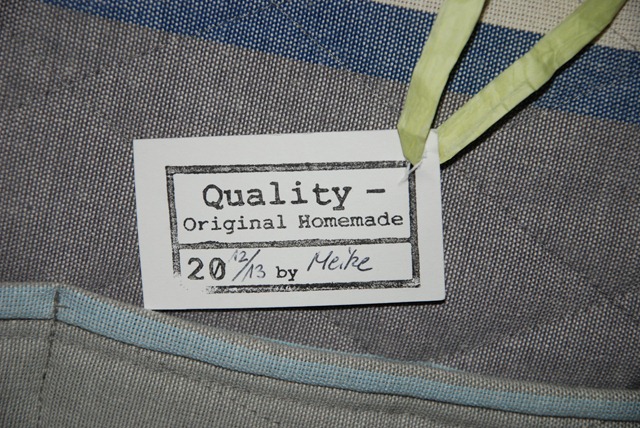 Quality –
Original Homemade
20 12/13 by Meike